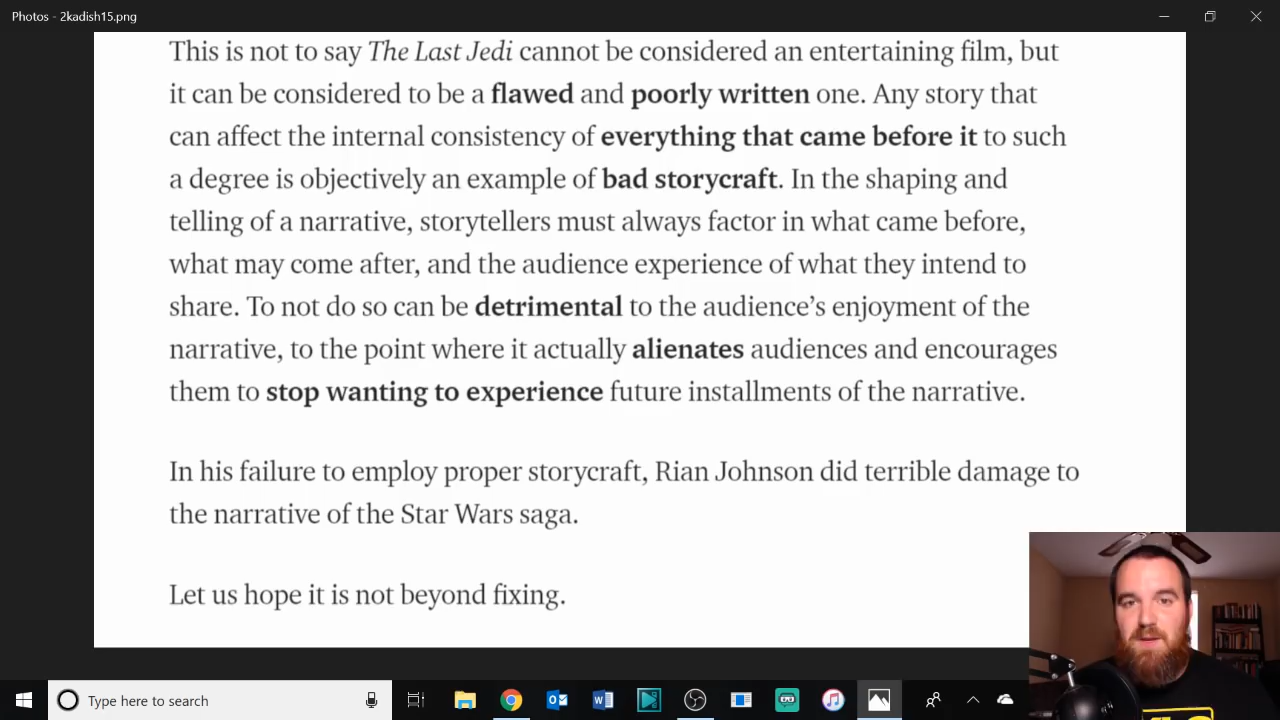 Photos - 2kadish15.png
This is not to say The Last Jedi cannot be considered an entertaining film, but
it can be considered to be a flawed and poorly written one. Any story that
can affect the internal consistency of everything that came before it to such
a degree is objectively an example of bad storycraft. In the shaping and
telling of a narrative, storytellers must always factor in what came before,
what may come after, and the audience experience of what they intend to
share. To not do so can be detrimental to the audience’s enjoyment of the
narrative, to the point where it actually alienates audiences and encourages
them to stop wanting to experience future installments of the narrative.
In his failure to employ proper storycraft, Rian Johnson did terrible damage to
the narrative of the Star Wars saga.
Let us hope it is not beyond fixing.
Type here to search